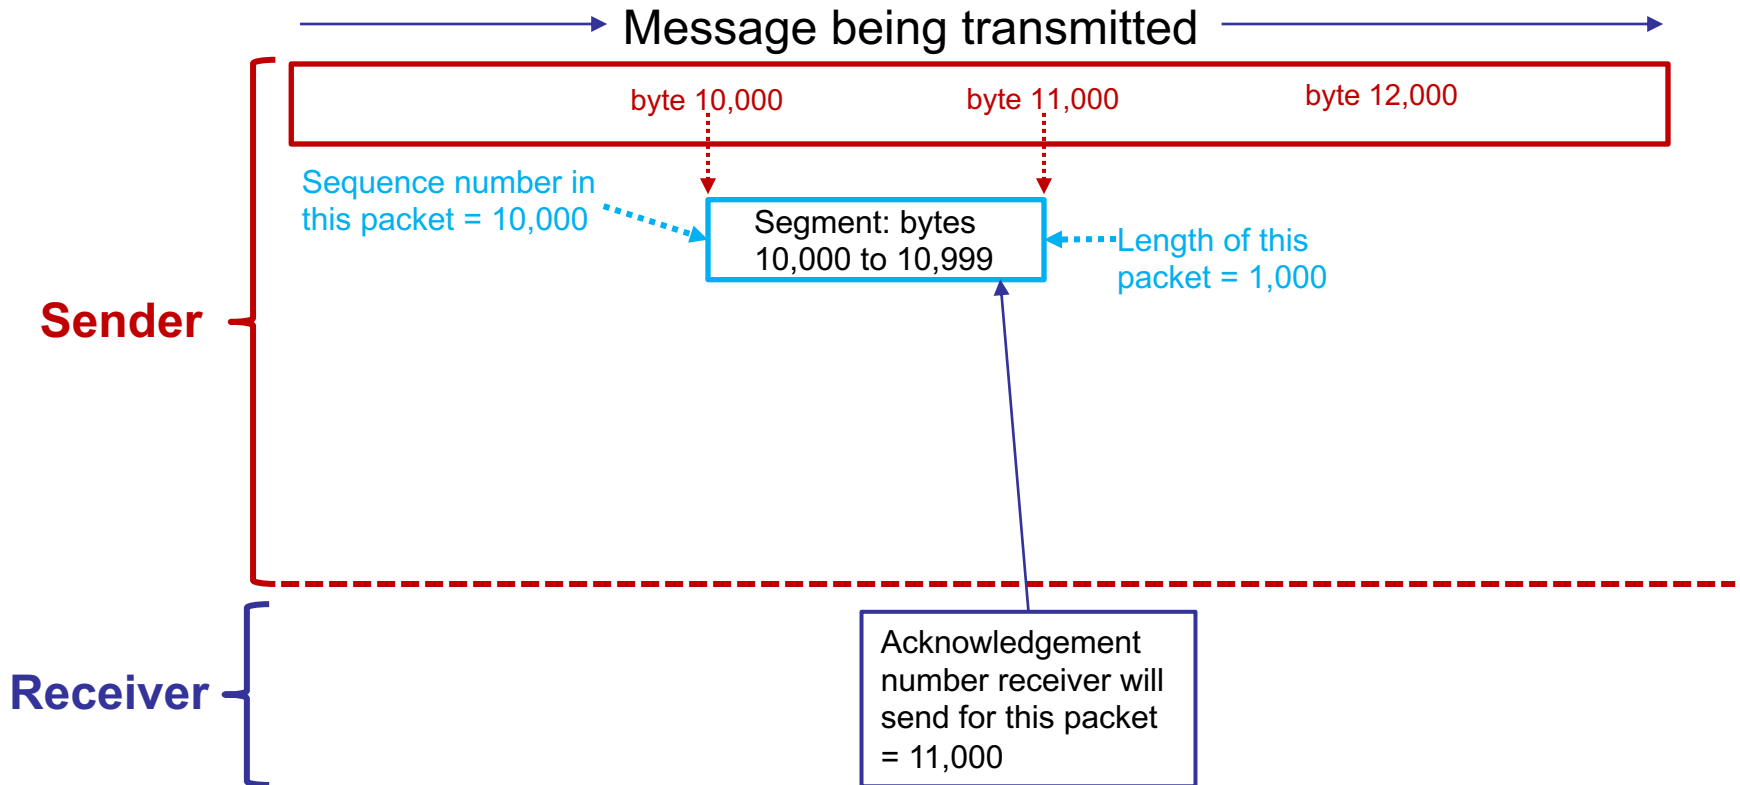 Message being transmitted
byte 10,000
byte 11,000
byte 12,000
Sequence number in
this packet = 10,000
Segment: bytes
10,000 to 10,999
Length of this
packet = 1,000
Sender
Receiver
Acknowledgement
number receiver will
send for this packet
= 11,000